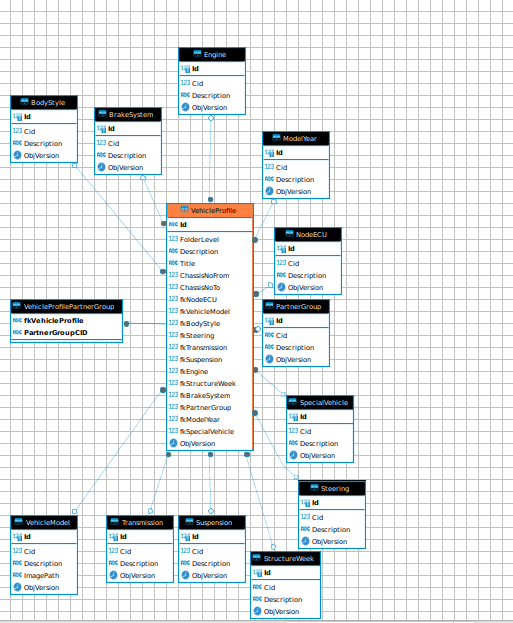 Engine
Id
Cid
Description
ObjVersion
BodyStyle
Id
Cid
Description
ObjVersion
BrakeSystem
Id
Cid
Description
ObjVersion
ModelYear
Id
Cid
Description
ObjVersion
VehicleProfile
Id
FolderLevel
Description
Title
ChassisNoFrom
ChassisNoTo
fkNodeECU
fkVehicleModel
fkBodyStyle
fkSteering
fkTransmission
fkSuspension
fkEngine
fkStructureWeek
fkBrakeSystem
fkPartnerGroup
fkModelYear
fkSpecialVehicle
ObjVersion
NodeECU
Id
Cid
Description
ObjVersion
VehicleProfilePartnerGroup
fkVehicleProfile
PartnerGroupCID
PartnerGroup
Id
Cid
Description
ObjVersion
SpecialVehicle
Id
Cid
Description
ObjVersion
Steering
Id
Cid
Description
ObjVersion
VehicleModel
Id
Cid
Description
ImagePath
ObjVersion
Transmission
Id
Cid
Description
ObjVersion
Suspension
Id
Cid
Description
ObjVersion
StructureWeek
Id
Cid
Description
ObjVersion